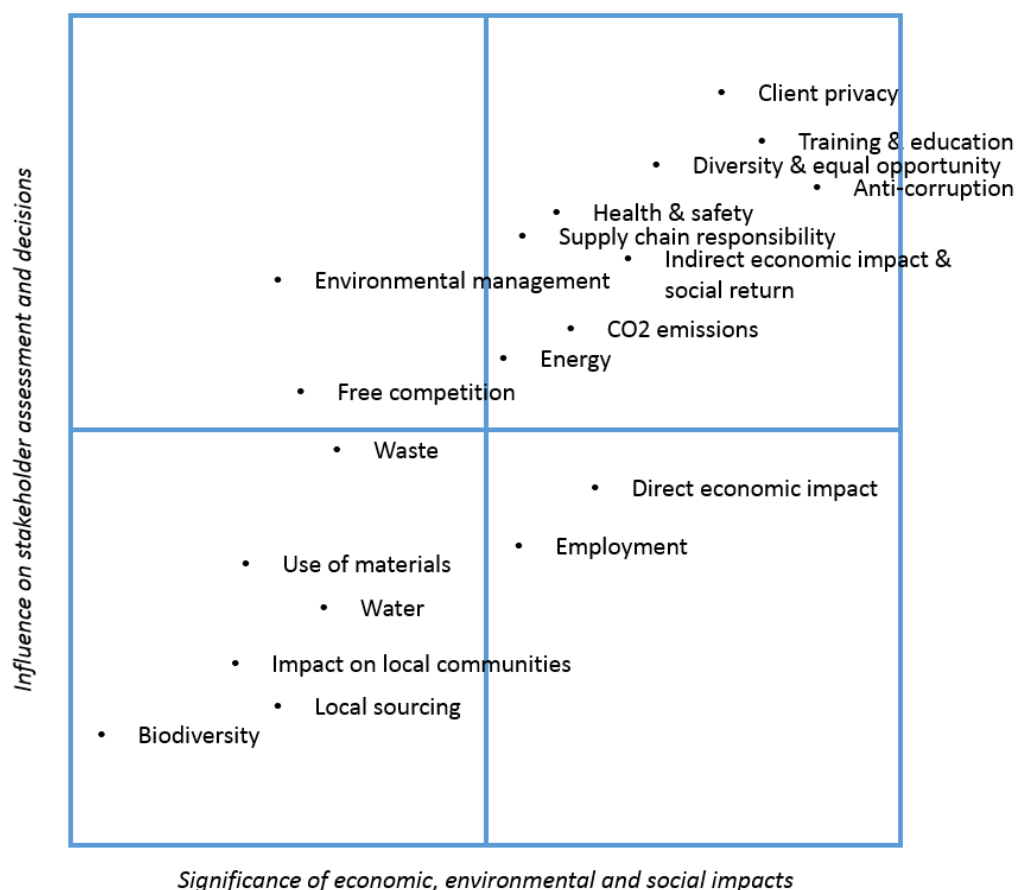 Influence on stakeholder assessment and decisions
• Client privacy
• Training & education
• Diversity & equal opportunity
• Anti-corruption
• Health & safety
• Supply chain responsibility
• Indirect economic impact &
social return
• Environmental management
• CO2 emissions
• Energy
• Free competition
• Waste
• Direct economic impact
• Employment
• Use of materials
• Water
• Impact on local communities
• Local sourcing
• Biodiversity
Significance of economic, environmental and social impacts